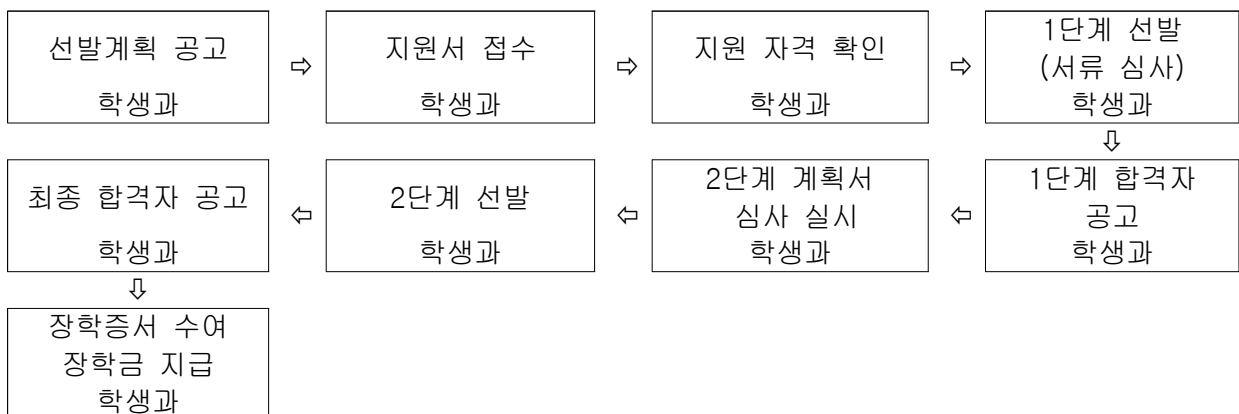 선발계획 공고
학생과
⇨
지원서 접수
학생과
⇨
지원 자격 확인
학생과
⇨
1단계 선발
(서류 심사)
학생과
⇩
1단계 합격자
공고
학생과
⇦
2단계 계획서
심사 실시
학생과
⇦
2단계 선발
학생과
⇦
최종 합격자 공고
학생과
⇩
장학증서 수여
장학금 지급
학생과